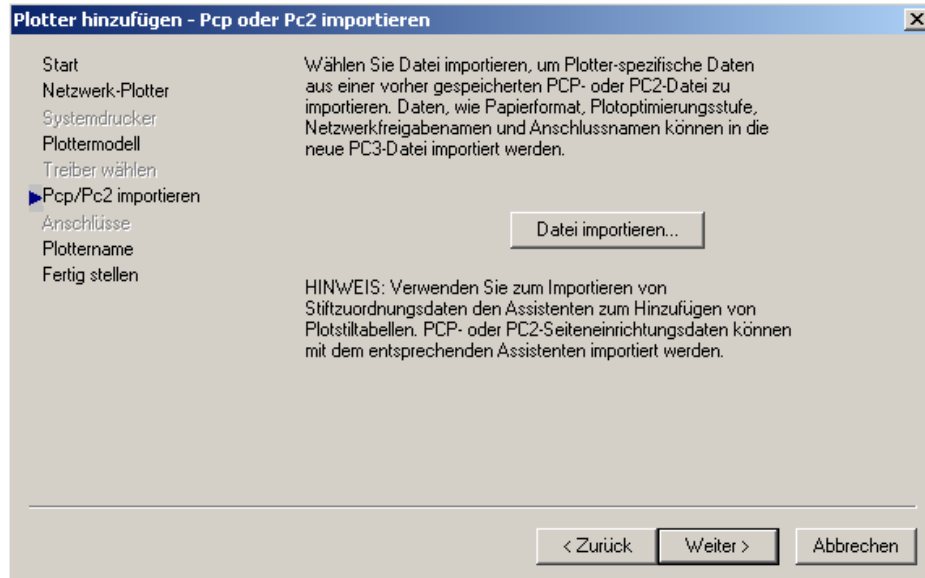 Plotter hinzufügen - Pcp oder Pc2 importieren
Start
Netzwerk-Plotter
Systemdrucker
Plottermodell
Treiber wählen
Pcp/Pc2 importieren
Anschlüsse
Plottername
Fertig stellen
Wählen Sie Datei importieren, um Plotter-spezifische Daten
aus einer vorher gespeicherten PCP- oder PC2-Datei zu
importieren. Daten, wie Papierformat, Plotoptimierungsstufe,
Netzwerkfreigabenamen und Anschlussnamen können in die
neue PC3-Datei importiert werden.
Datei importieren...
HINWEIS: Verwenden Sie zum Importieren von
Stiftzuordnungsdaten den Assistenten zum Hinzufügen von
Plotstiltabellen. PCP- oder PC2-Seiteneinrichtungsdaten können
mit dem entsprechenden Assistenten importiert werden.
< Zurück
Weiter >
Abbrechen